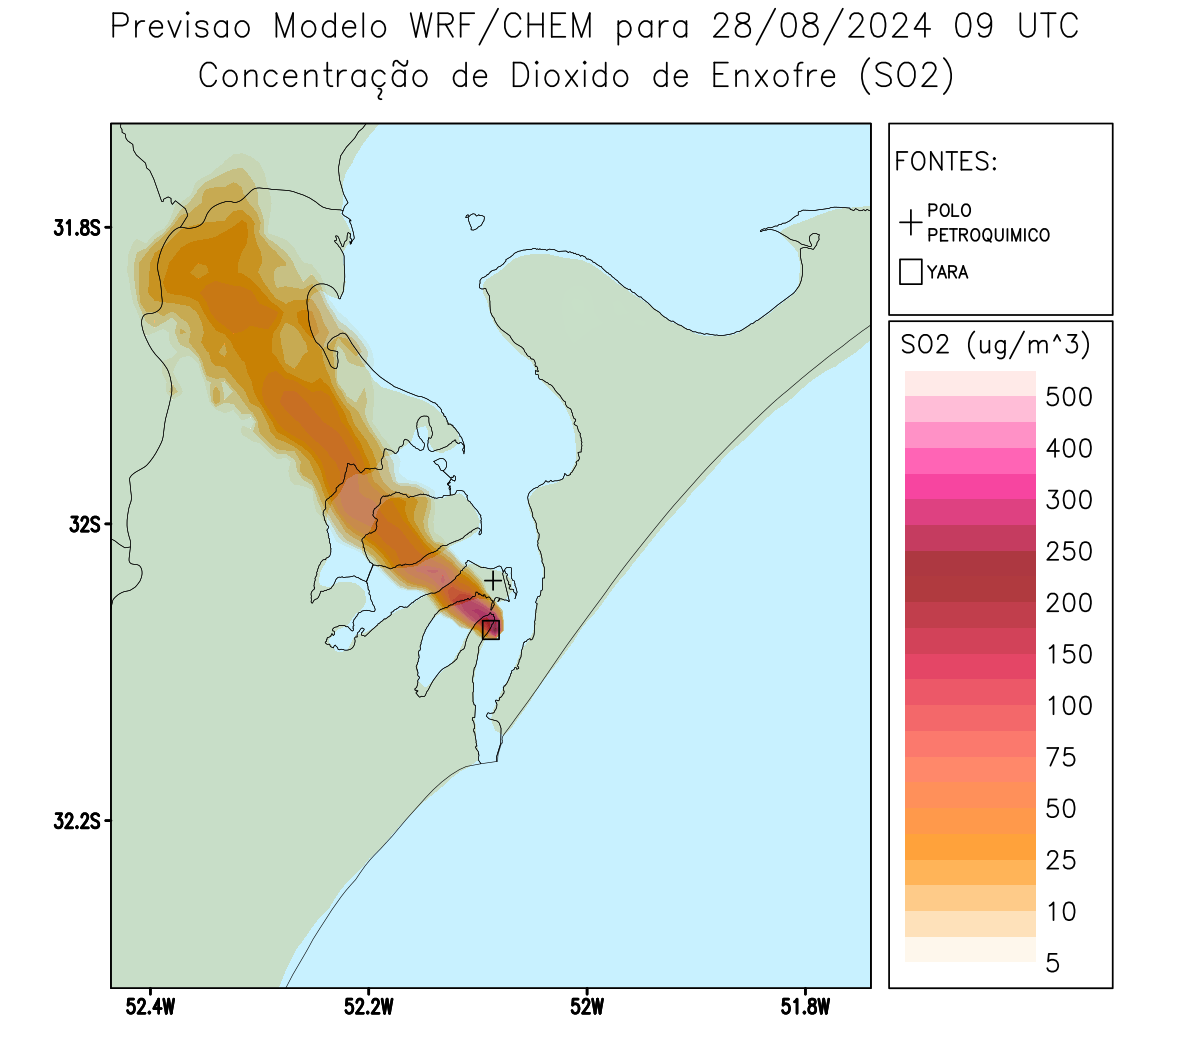 Previsao Modelo WRF/CHEM para 28/08/2024 09 UTC
Concentração de Dioxido de Enxofre (SO2)
FONTES:
POLO
PETROQUIMICO
YARA
31.8S
32S
32.2S
52.4W
52.2W
52W
51.8W
SO2 (ug/m^3)
500
400
300
250
200
150
100
75
50
25
10
5